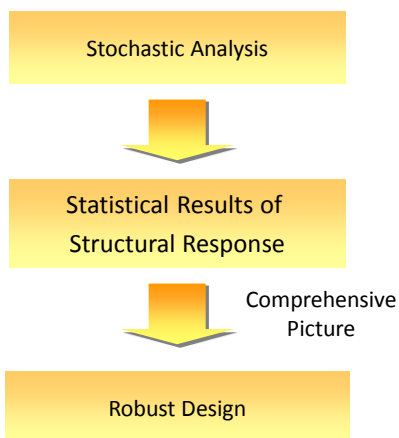 Stochastic Analysis
Statistical Results of
Structural Response
Comprehensive
Picture
Robust Design